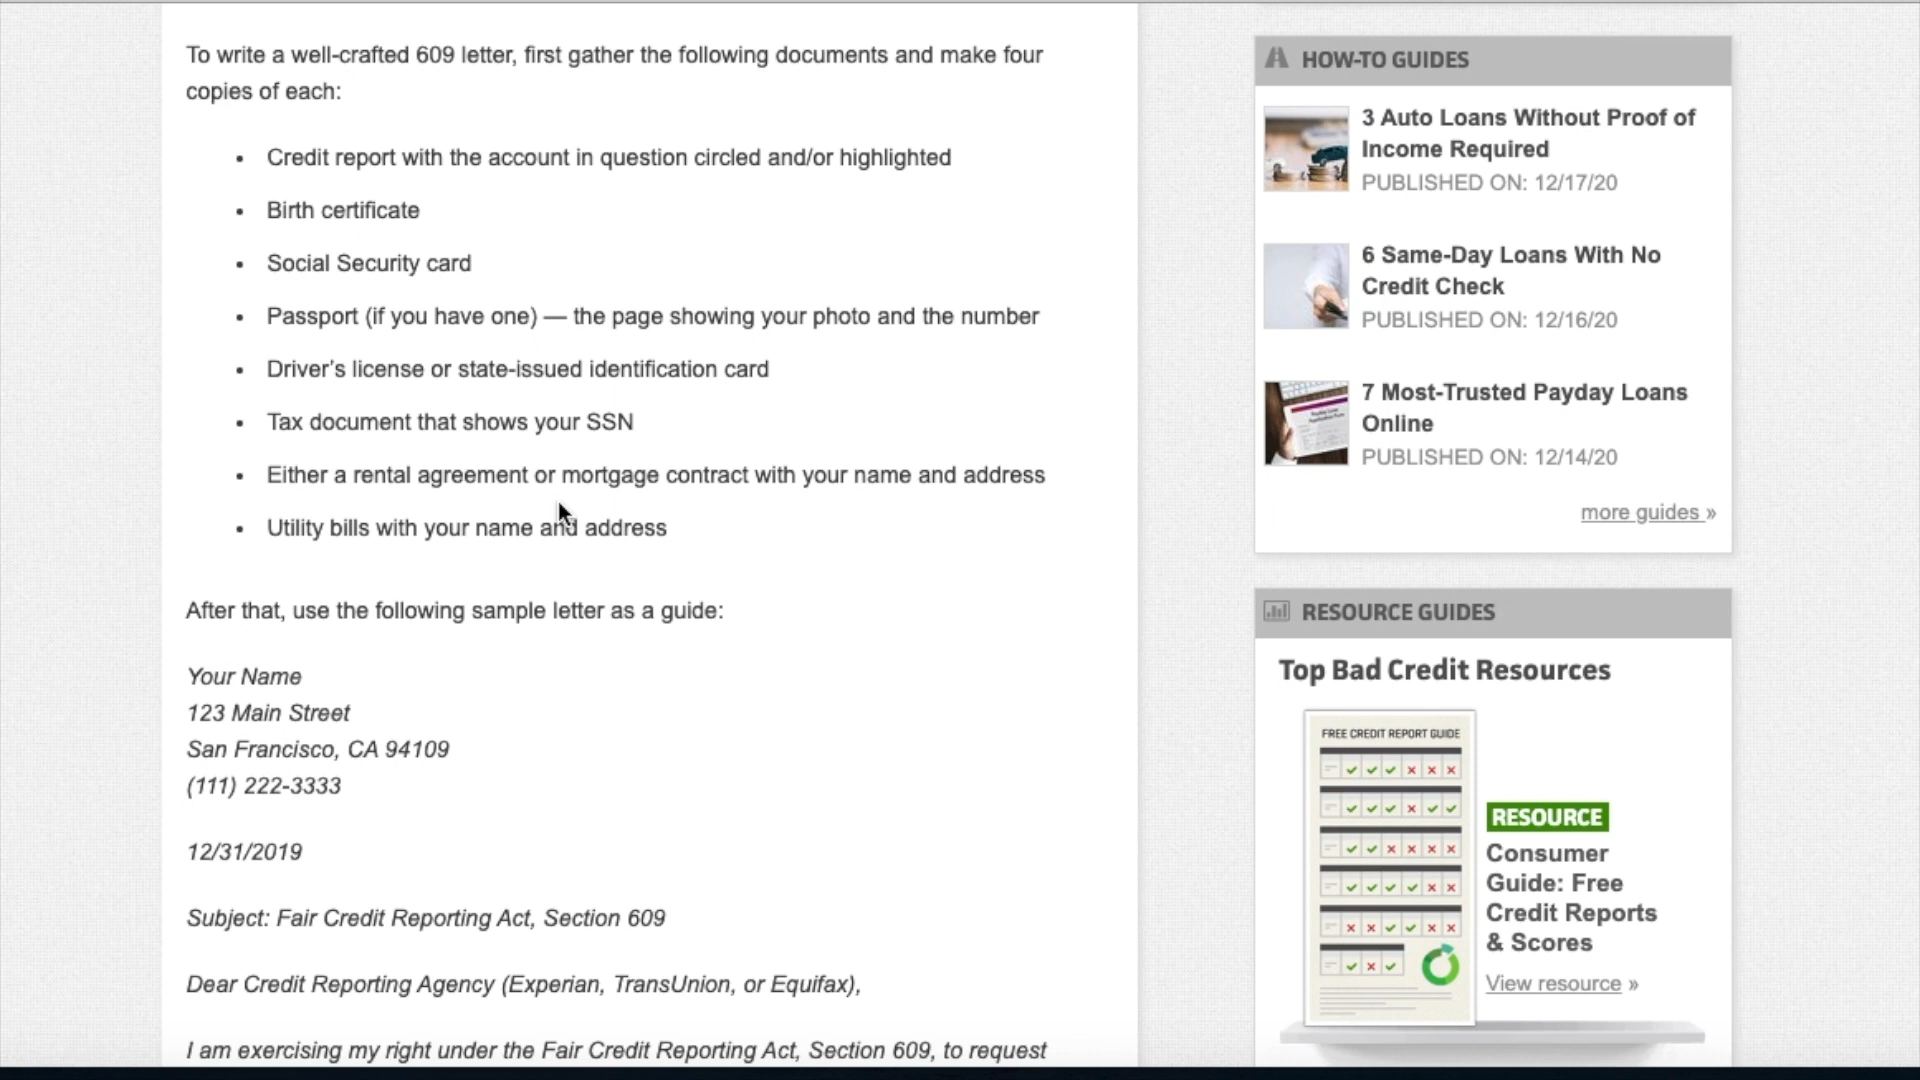 To write a well-crafted 609 letter, first gather the following documents and make four
copies of each:
• Credit report with the account in question circled and/or highlighted
• Birth certificate
• Social Security card
• Passport (if you have one) — the page showing your photo and the number
• Driver’s license or state-issued identification card
• Tax document that shows your SSN
• Either a rental agreement or mortgage contract with your name and address
• Utility bills with your name and address
After that, use the following sample letter as a guide:
Your Name
123 Main Street
San Francisco, CA 94109
(111) 222-3333
12/31/2019
Subject: Fair Credit Reporting Act, Section 609
Dear Credit Reporting Agency (Experian, TransUnion, or Equifax),
I am exercising my right under the Fair Credit Reporting Act, Section 609, to request
HOW-TO GUIDES
3 Auto Loans Without Proof of
Income Required
PUBLISHED ON: 12/17/20
6 Same-Day Loans With No
Credit Check
PUBLISHED ON: 12/16/20
7 Most-Trusted Payday Loans
Online
PUBLISHED ON: 12/14/20
more guides »
RESOURCE GUIDES
Top Bad Credit Resources
FREE CREDIT REPORT GUIDE
RESOURCE
Consumer
Guide: Free
Credit Reports
& Scores
View resource »